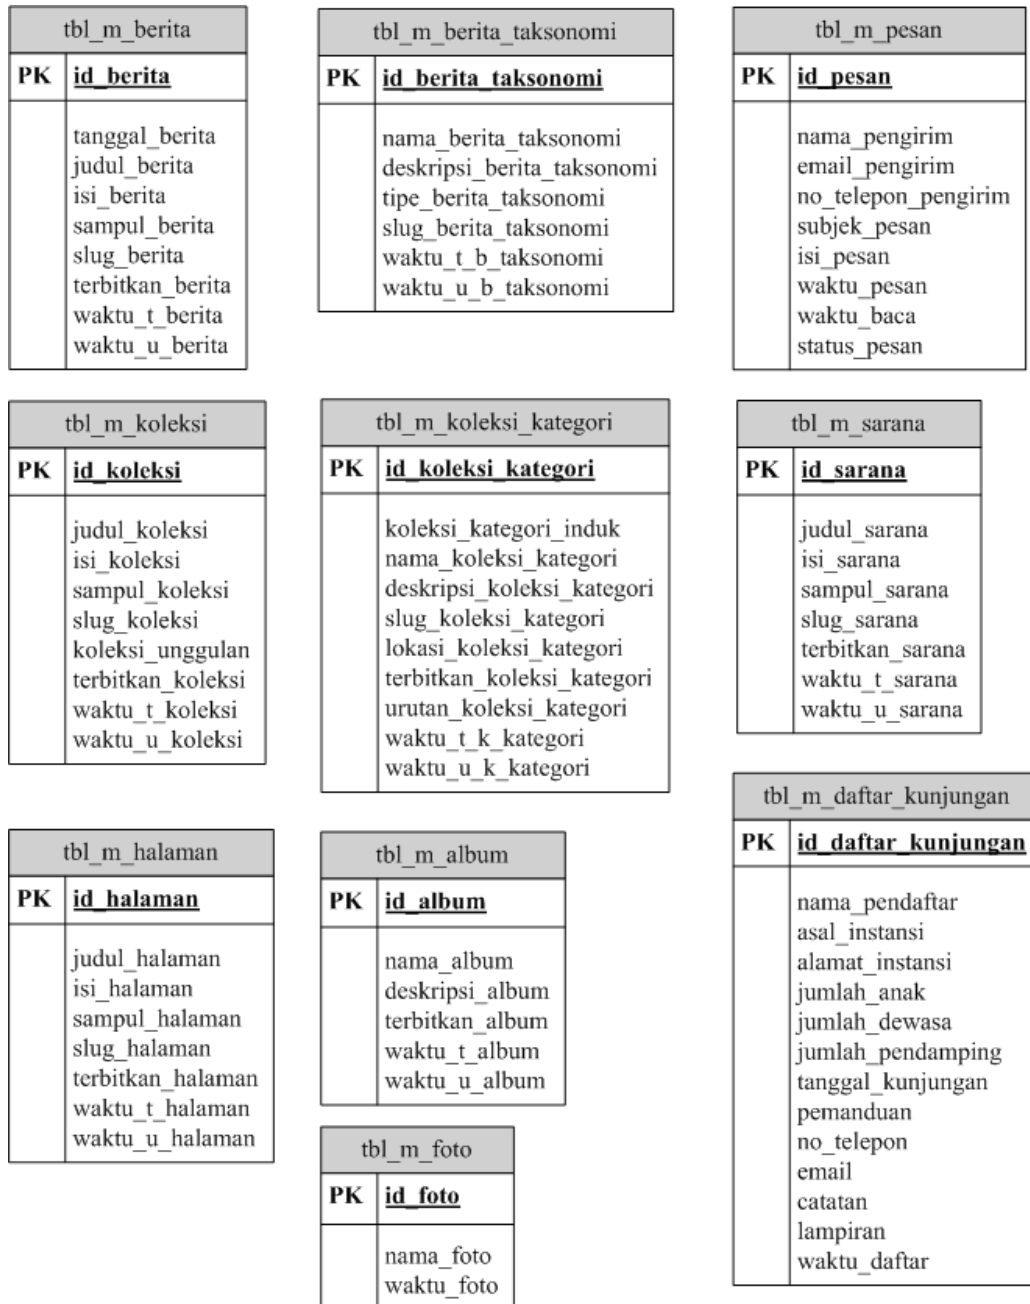 tbl_m_berita
PK id_berita
tanggal_berita
judul_berita
isi_berita
sampul_berita
slug_berita
terbitkan_berita
waktu_t_berita
waktu_u_berita
tbl_m_berita_taksonomi
PK id_berita_taksonomi
nama_berita_taksonomi
deskripsi_berita_taksonomi
tipe_berita_taksonomi
slug_berita_taksonomi
waktu_t_b_taksonomi
waktu_u_b_taksonomi
tbl_m_pesan
PK id_pesan
nama_pengirim
email_pengirim
no_telepon_pengirim
subjek_pesan
isi_pesan
waktu_pesan
waktu_baca
status_pesan
tbl_m_koleksi
PK id_koleksi
judul_koleksi
isi_koleksi
sampul_koleksi
slug_koleksi
koleksi_unggulan
terbitkan_koleksi
waktu_t_koleksi
waktu_u_koleksi
tbl_m_koleksi_kategori
PK id_koleksi_kategori
koleksi_kategori_induk
nama_koleksi_kategori
deskripsi_koleksi_kategori
slug_koleksi_kategori
lokasi_koleksi_kategori
terbitkan_koleksi_kategori
urutan_koleksi_kategori
waktu_t_k_kategori
waktu_u_k_kategori
tbl_m_sarana
PK id_sarana
judul_sarana
isi_sarana
sampul_sarana
slug_sarana
terbitkan_sarana
waktu_t_sarana
waktu_u_sarana
tbl_m_halaman
PK id_halaman
judul_halaman
isi_halaman
sampul_halaman
slug_halaman
terbitkan_halaman
waktu_t_halaman
waktu_u_halaman
tbl_m_album
PK id_album
nama_album
deskripsi_album
terbitkan_album
waktu_t_album
waktu_u_album
tbl_m_foto
PK id_foto
nama_foto
waktu_foto
tbl_m_daftar_kunjungan
PK id_daftar_kunjungan
nama_pendaftar
asal_instansi
alamat_instansi
jumlah_anak
jumlah_dewasa
jumlah_pendamping
tanggal_kunjungan
pemanduan
no_telepon
email
catatan
lampiran
waktu_daftar